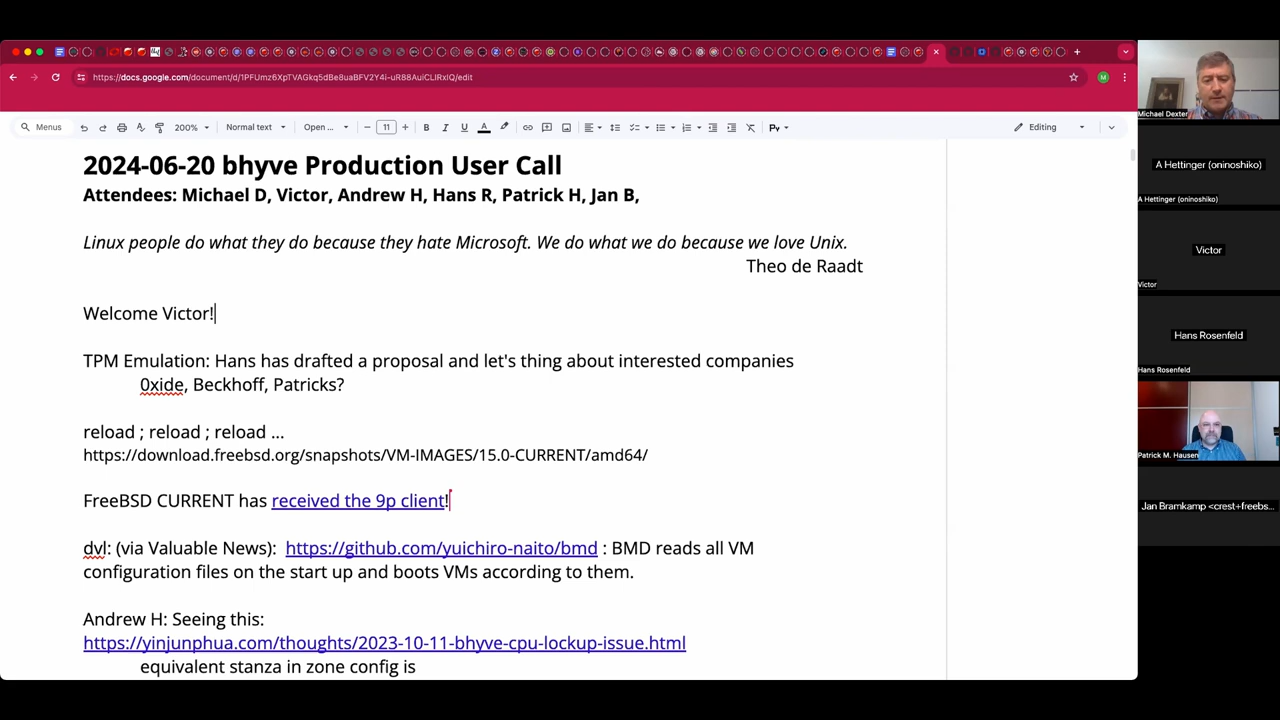 https://docs.google.com/document/d/1PFUmz6XpTVAGkq5dBe8uaBFV2Y4i-uR88AuiCLlRxIQ/edit
Menus
200%
Normal text
Open ...
11
Editing
2024-06-20 bhyve Production User Call
Attendees: Michael D, Victor, Andrew H, Hans R, Patrick H, Jan B,
Linux people do what they do because they hate Microsoft. We do what we do because we love Unix.
Theo de Raadt
Welcome Victor!
TPM Emulation: Hans has drafted a proposal and let's thing about interested companies
0xide, Beckhoff, Patricks?
reload ; reload ; reload ...
https://download.freebsd.org/snapshots/VM-IMAGES/15.0-CURRENT/amd64/
FreeBSD CURRENT has received the 9p client!
dvl: (via Valuable News): https://github.com/yuichiro-naito/bmd : BMD reads all VM
configuration files on the start up and boots VMs according to them.
Andrew H: Seeing this:
https://yinjunphua.com/thoughts/2023-10-11-bhyve-cpu-lockup-issue.html
equivalent stanza in zone config is
Michael Dexter
A Hettinger (oninoshiko)
A Hettinger (oninoshiko)
Victor
Victor
Hans Rosenfeld
Hans Rosenfeld
Patrick M. Hausen
Jan Bramkamp <crest+freebs...